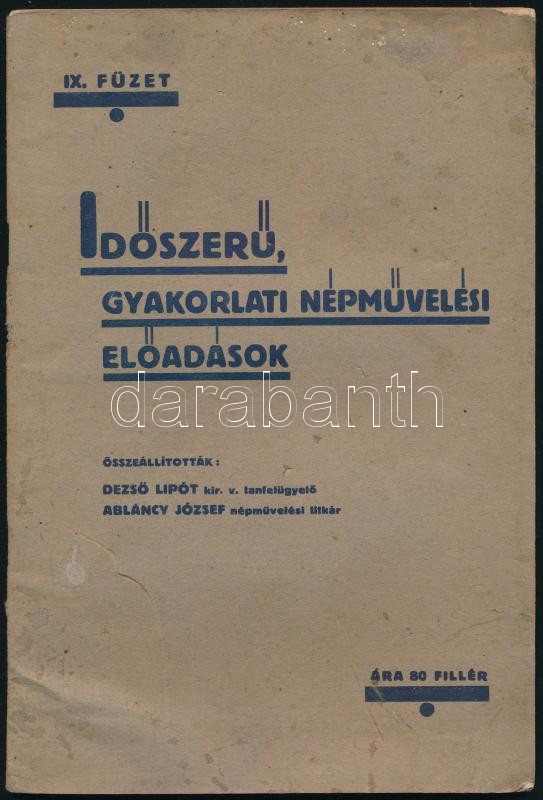 IX. FÜZET
IDŐSZERŰ,
GYAKORLATI NÉPMŰVELÉSI
ELŐADÁSOK
darabanth
ÖSSZEÁLLÍTOTTÁK:
DEZSŐ LIPÓT kir. v. tanfelügyelő
ABLÁNCY JÓZSEF népművelési titkár
ÁRA 80 FILLÉR